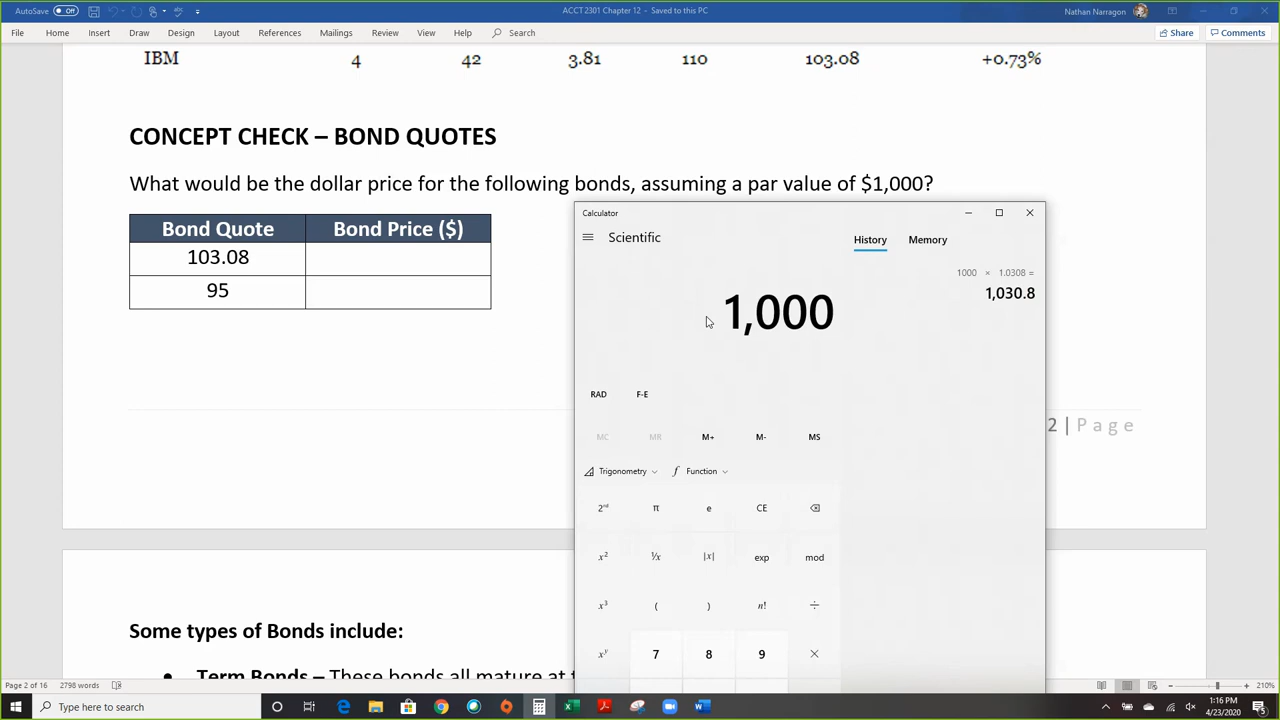 AutoSave Off
ACCT 2301 Chapter 12 - Saved to this PC
Nathan Narragon
File Home Insert Draw Design Layout References Mailings Review View Help Search Share Comments
IBM 4 42 3.81 110 103.08 +0.73%
CONCEPT CHECK – BOND QUOTES
What would be the dollar price for the following bonds, assuming a par value of $1,000?
Bond Quote Bond Price ($)
103.08
95
Calculator
Scientific
History Memory
1000 × 1.0308 =
1,030.8
1,000
RAD F-E
MC MR M+ M- MS
Trigonometry f Function
2nd π e CE
x2 ⅟x |x| exp mod
x3 ( ) n! ÷
xy 7 8 9 ×
2 | Page
Some types of Bonds include:
• Term Bonds – These bonds all mature at t
Page 2 of 16 2798 words 210%
Type here to search
1:16 PM
4/23/2020
5